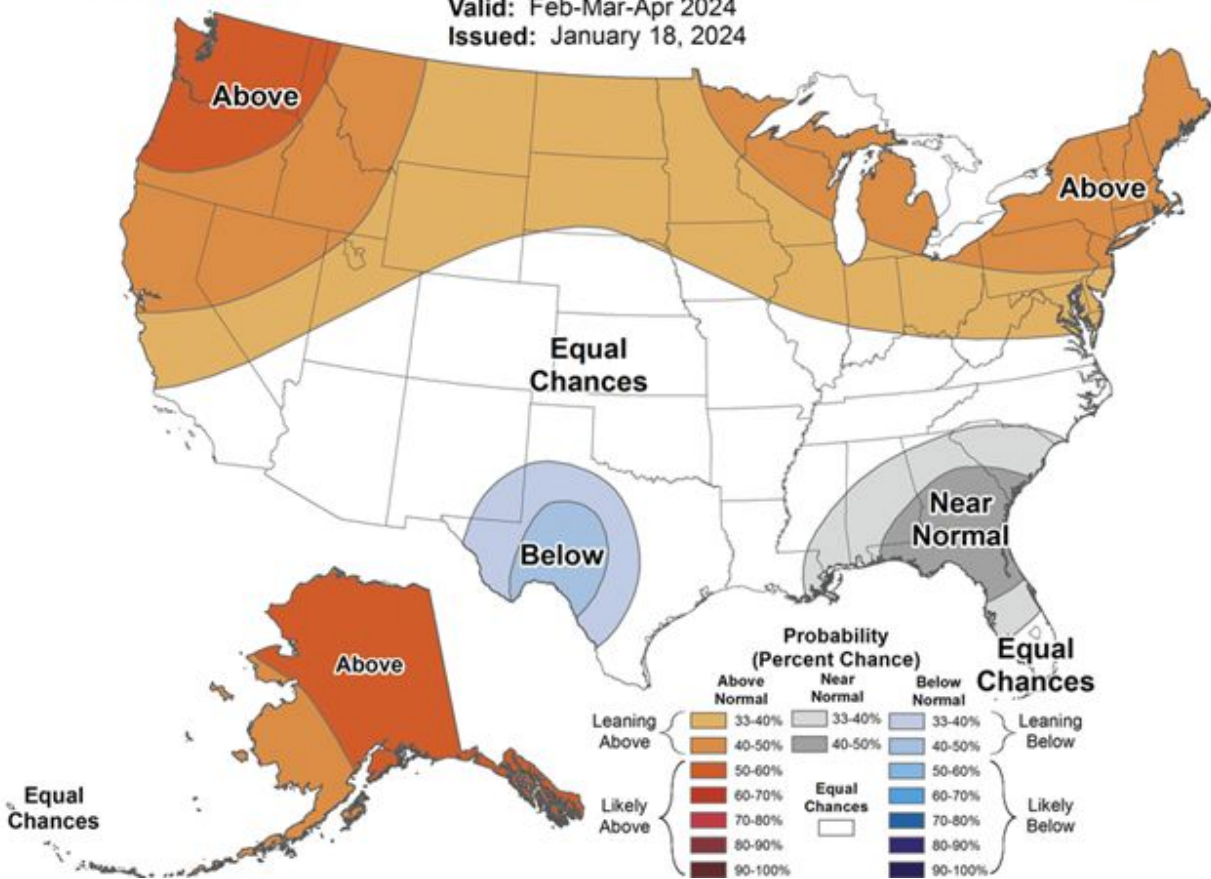 Valid: Feb-Mar-Apr 2024
Issued: January 18, 2024
Above
Above
Equal
Chances
Near
Normal
Below
Above
Equal
Chances
Equal
Chances
Probability
(Percent Chance)
Above
Normal
Near
Normal
Below
Normal
Leaning
Above
33-40%
33-40%
33-40%
Leaning
Below
40-50%
40-50%
40-50%
Likely
Above
50-60%
50-60%
60-70%
Equal
Chances
60-70%
Likely
Below
70-80%
70-80%
80-90%
80-90%
90-100%
90-100%